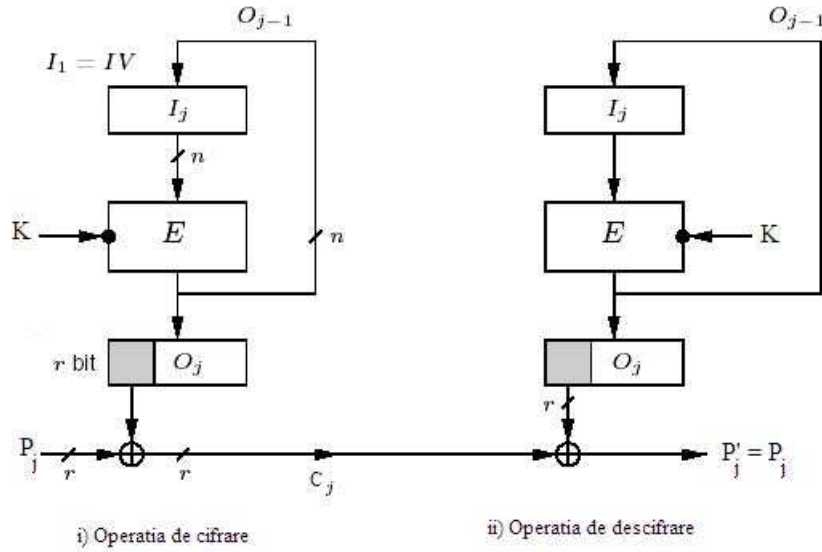 O_{j-1}
I_1 = IV
I_j
n
K
E
n
r bit
O_j
P_j
r
r
C_j
i) Operatia de cifrare
O_{j-1}
I_j
E
K
O_j
r
P'_j = P_j
ii) Operatia de descifrare